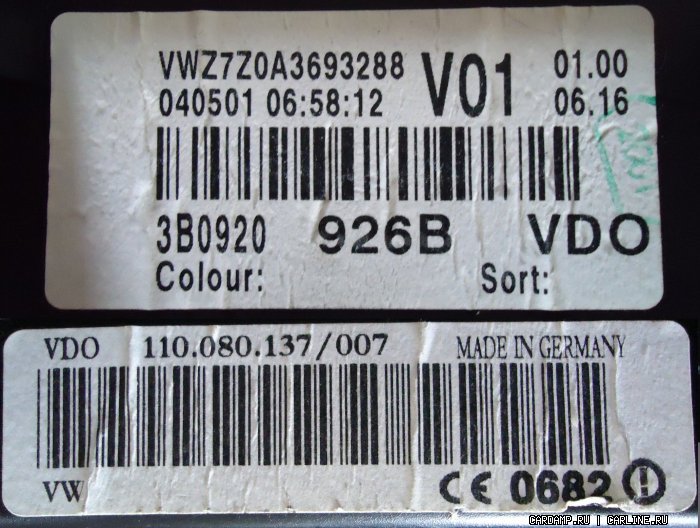 VWZ7Z0A3693288 V01 01.00
040501 06:58:12 06.16
3B0920 926B VDO
Colour: Sort:
VDO 110.080.137/007 MADE IN GERMANY
VW CE 0682
CARDAMP.RU | CARLINE.RU